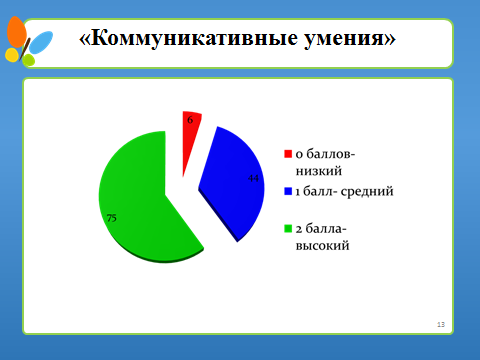 «Коммуникативные умения»
6
44
75
0 баллов-
низкий
1 балл- средний
2 балла-
высокий
13